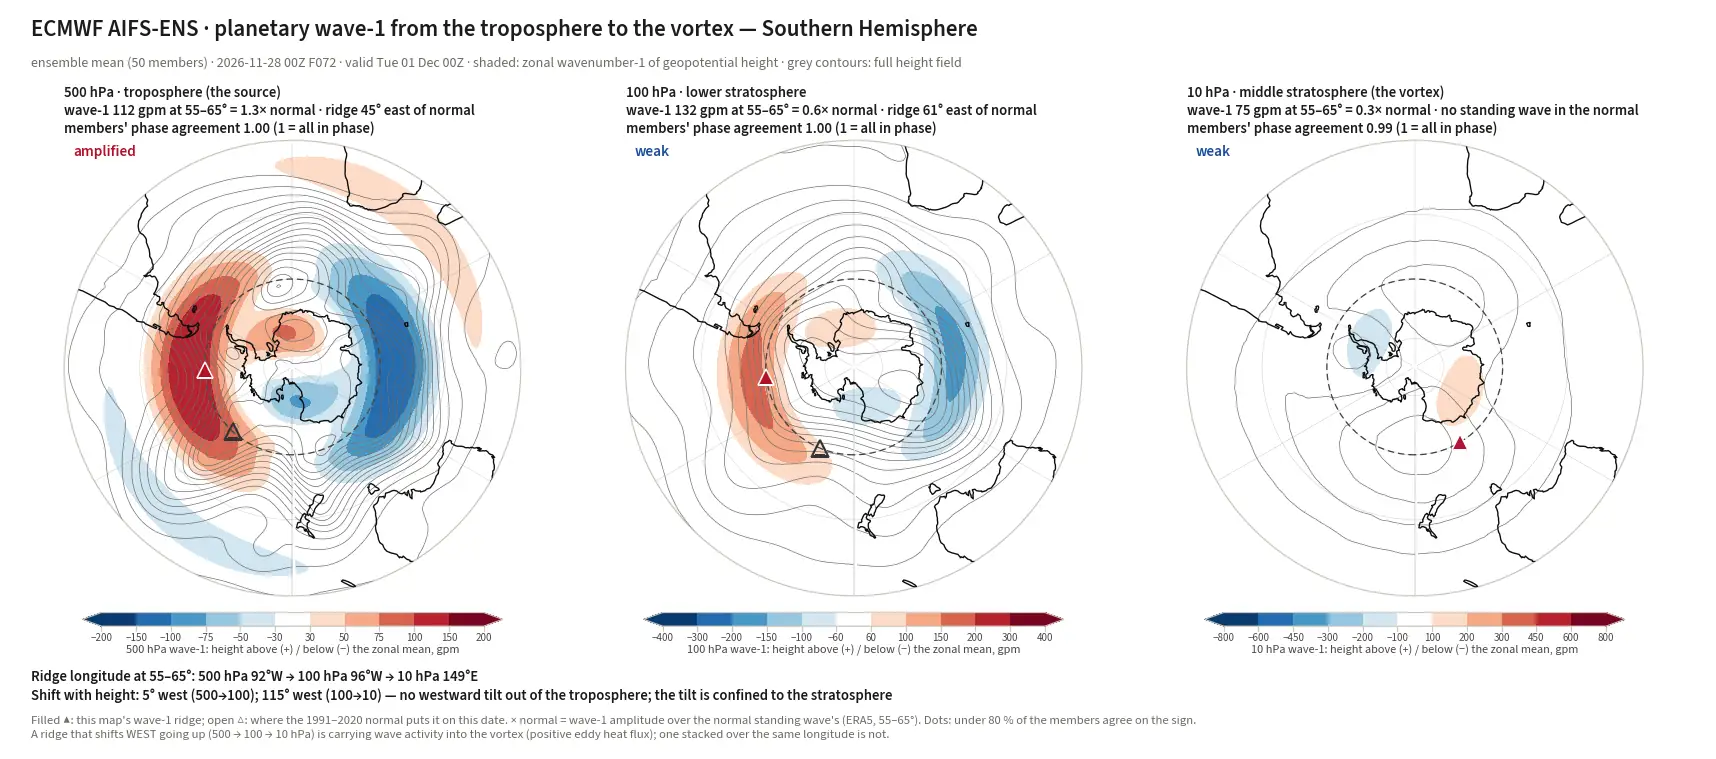 ECMWF AIFS-ENS · planetary wave-1 from the troposphere to the vortex — Southern Hemisphere
ensemble mean (50 members) · 2026-11-28 00Z F072 · valid Tue 01 Dec 00Z · shaded: zonal wavenumber-1 of geopotential height · grey contours: full height field
500 hPa · troposphere (the source)
wave-1 112 gpm at 55–65° = 1.3× normal · ridge 45° east of normal
members' phase agreement 1.00 (1 = all in phase)
amplified
100 hPa · lower stratosphere
wave-1 132 gpm at 55–65° = 0.6× normal · ridge 61° east of normal
members' phase agreement 1.00 (1 = all in phase)
weak
10 hPa · middle stratosphere (the vortex)
wave-1 75 gpm at 55–65° = 0.3× normal · no standing wave in the normal
members' phase agreement 0.99 (1 = all in phase)
weak
−200 −150 −100 −75 −50 −30 30 50 75 100 150 200
500 hPa wave-1: height above (+) / below (−) the zonal mean, gpm
−400 −300 −200 −150 −100 −60 60 100 150 200 300 400
100 hPa wave-1: height above (+) / below (−) the zonal mean, gpm
−800 −600 −450 −300 −200 −100 100 200 300 450 600 800
10 hPa wave-1: height above (+) / below (−) the zonal mean, gpm
Ridge longitude at 55–65°: 500 hPa 92°W → 100 hPa 96°W → 10 hPa 149°E
Shift with height: 5° west (500→100); 115° west (100→10) — no westward tilt out of the troposphere; the tilt is confined to the stratosphere
Filled ▲: this map's wave-1 ridge; open △: where the 1991–2020 normal puts it on this date. × normal = wave-1 amplitude over the normal standing wave's (ERA5, 55–65°). Dots: under 80 % of the members agree on the sign.
A ridge that shifts WEST going up (500 → 100 → 10 hPa) is carrying wave activity into the vortex (positive eddy heat flux); one stacked over the same longitude is not.